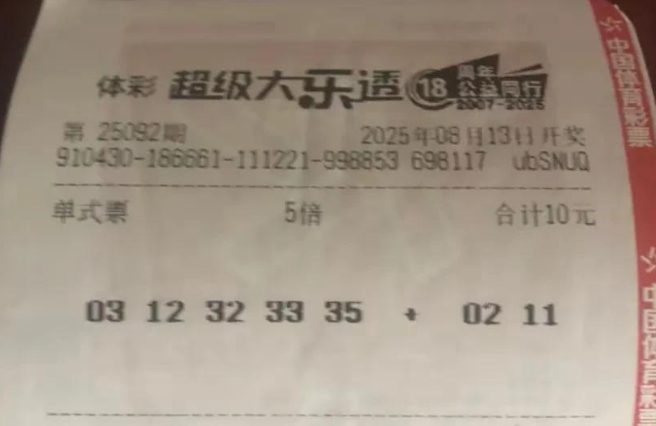 体彩 超级大乐透 18 周年 公益同行 2007-2025
第 25092期 2025年08月13日开奖
910430-186661-111221-998853 698117 ubSNUQ
单式票 5倍 合计10元
03 12 32 33 35 + 02 11
中国体育彩票
中国体育彩票